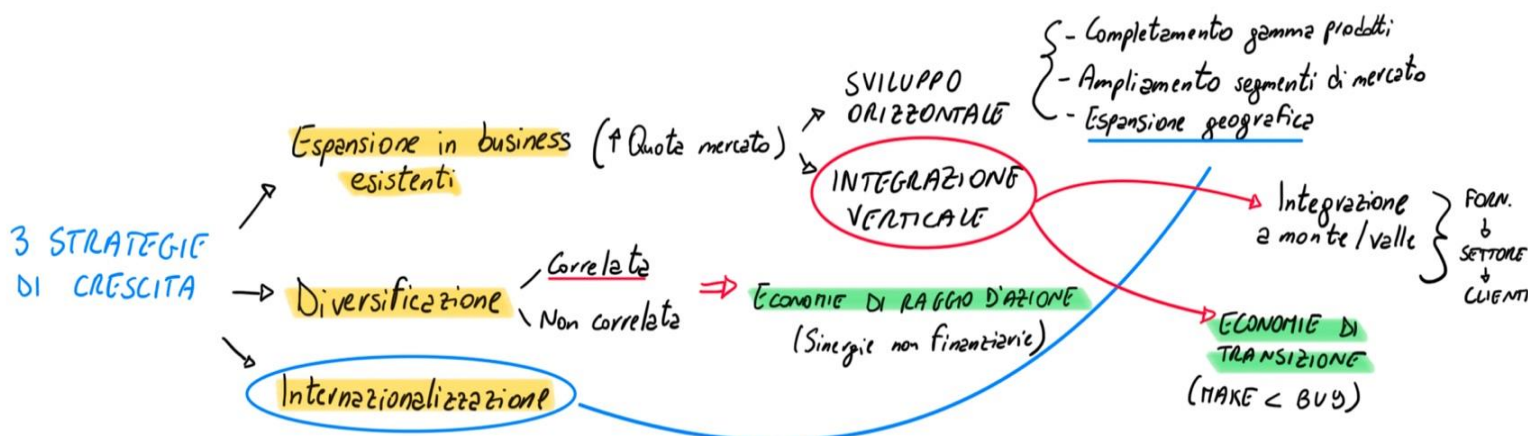 3 STRATEGIE
DI CRESCITA
Espansione in business
esistenti
(↑ Quota mercato)
SVILUPPO
ORIZZONTALE
- Completamento gamma prodotti
- Ampliamento segmenti di mercato
- Espansione geografica
INTEGRAZIONE
VERTICALE
Integrazione
a monte/valle
FORN.
↓
SETTORE
↓
CLIENTI
ECONOMIE DI
TRANSIZIONE
(MAKE < BUY)
Diversificazione
Correlata
Non correlata
ECONOMIE DI RAGGIO D'AZIONE
(Sinergie non finanziarie)
Internazionalizzazione